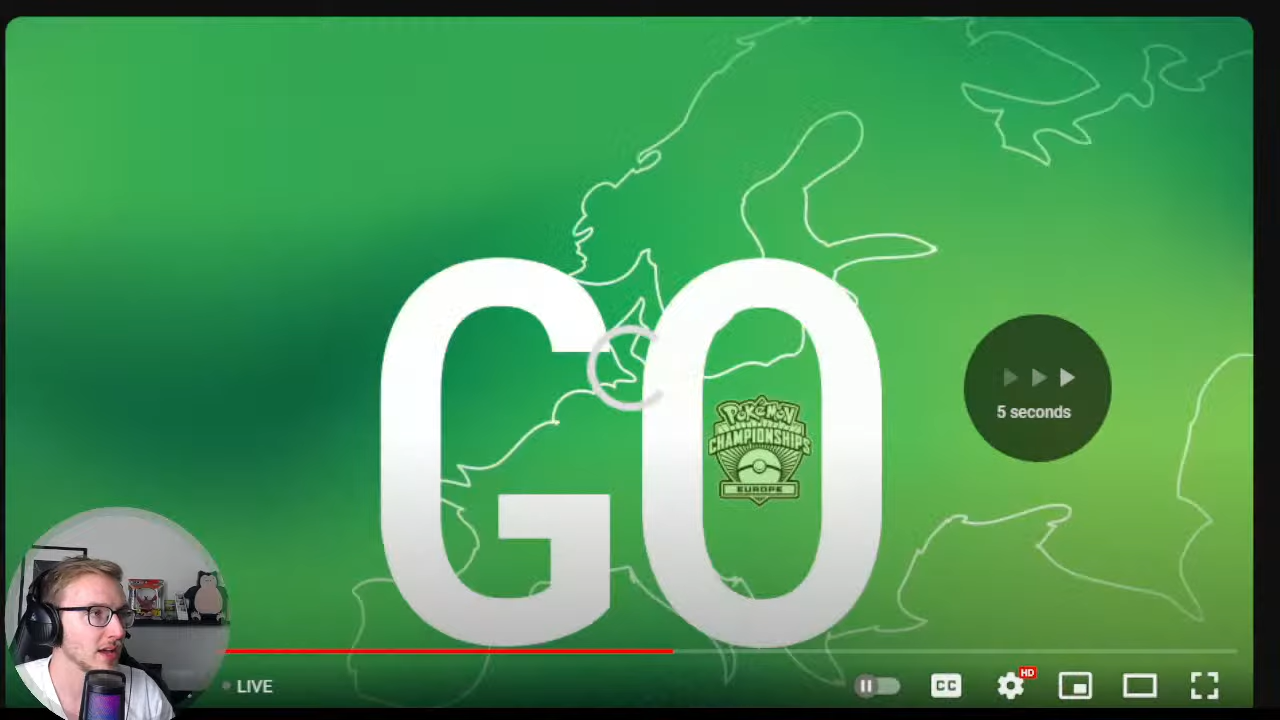 GO
POKéMON
CHAMPIONSHIPS
EUROPE
5 seconds
LIVE
CC
HD